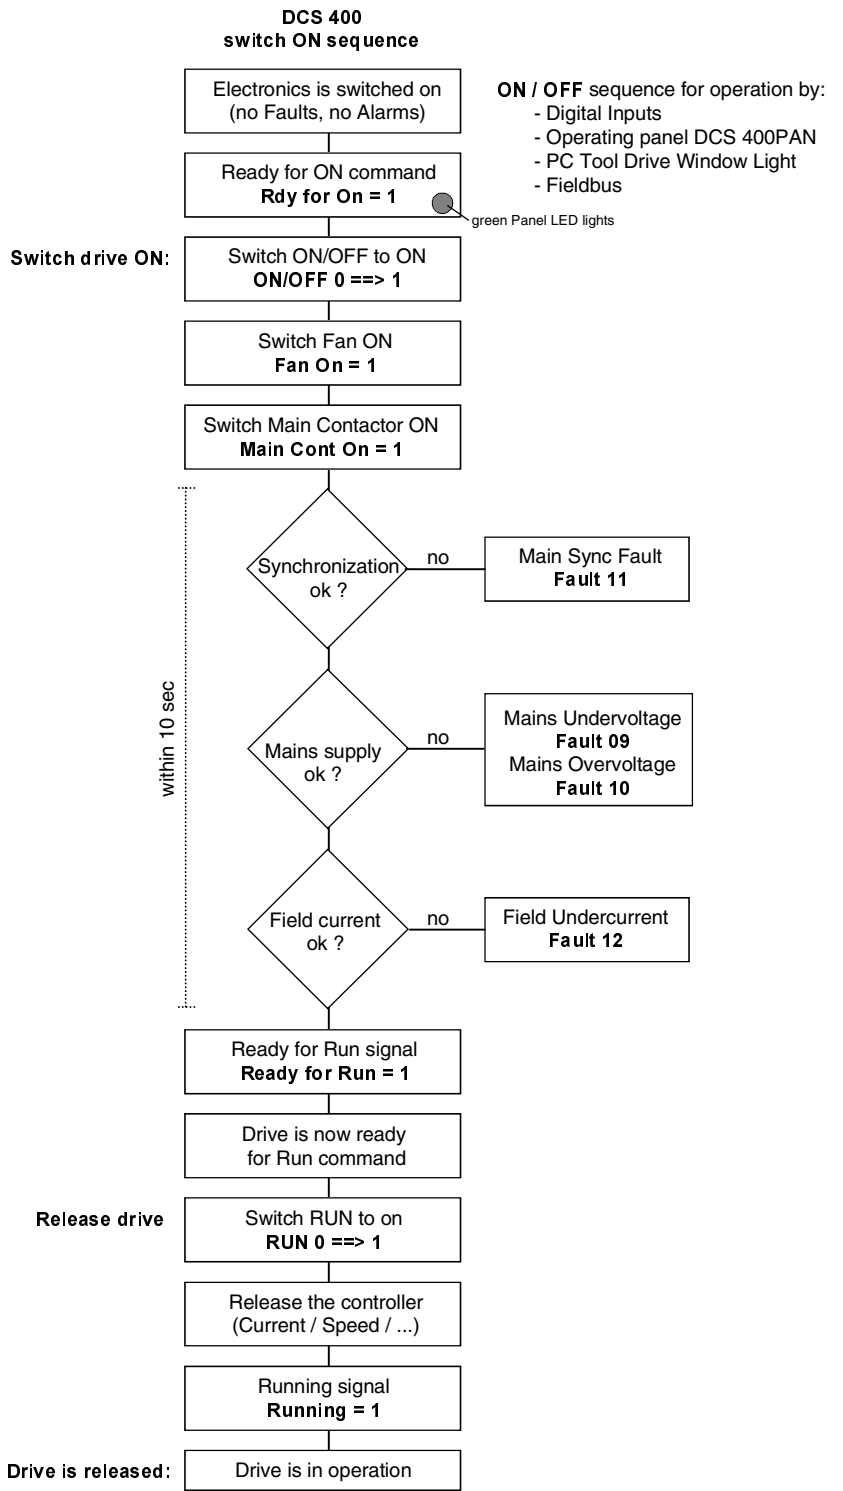 DCS 400
switch ON sequence
Electronics is switched on
(no Faults, no Alarms)
ON / OFF sequence for operation by:
- Digital Inputs
- Operating panel DCS 400PAN
- PC Tool Drive Window Light
- Fieldbus
Ready for ON command
Rdy for On = 1
green Panel LED lights
Switch drive ON:
Switch ON/OFF to ON
ON/OFF 0 ==> 1
Switch Fan ON
Fan On = 1
Switch Main Contactor ON
Main Cont On = 1
within 10 sec
Synchronization
ok ?
no
Main Sync Fault
Fault 11
Mains supply
ok ?
no
Mains Undervoltage
Fault 09
Mains Overvoltage
Fault 10
Field current
ok ?
no
Field Undercurrent
Fault 12
Ready for Run signal
Ready for Run = 1
Drive is now ready
for Run command
Release drive
Switch RUN to on
RUN 0 ==> 1
Release the controller
(Current / Speed / ...)
Running signal
Running = 1
Drive is released:
Drive is in operation